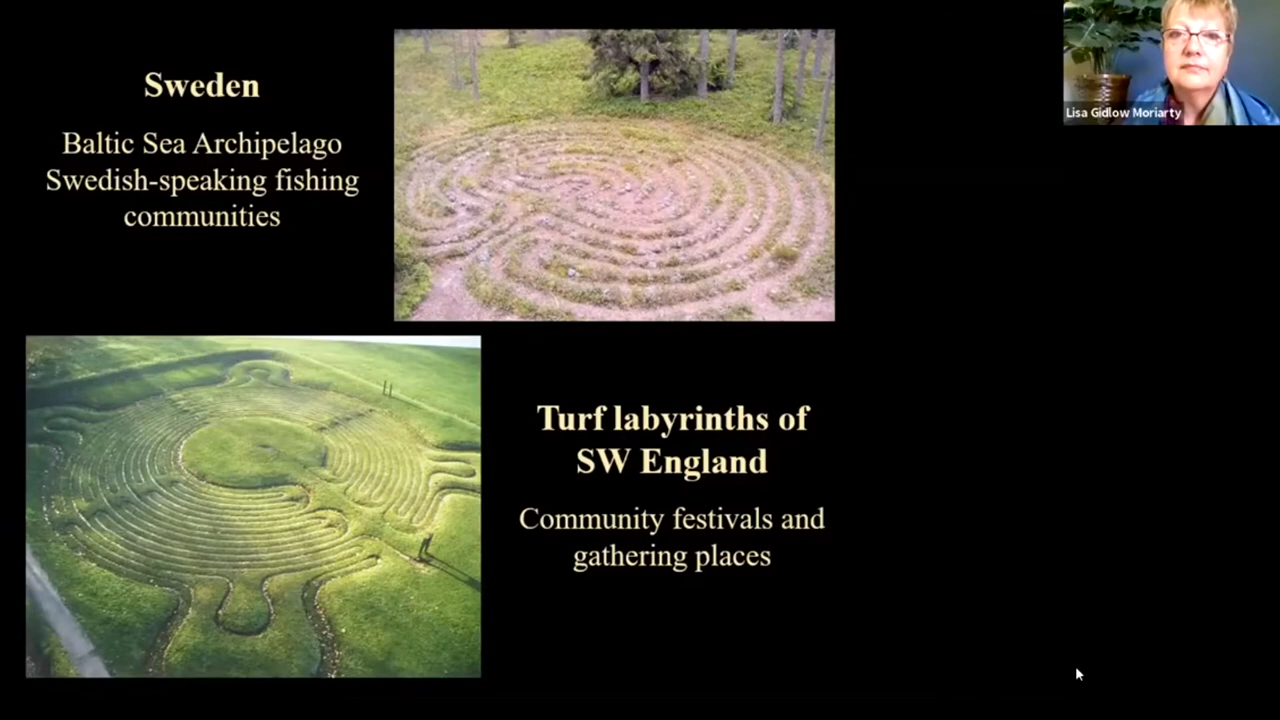 Sweden
Baltic Sea Archipelago
Swedish-speaking fishing
communities
Lisa Gidlow Moriarty
Turf labyrinths of
SW England
Community festivals and
gathering places